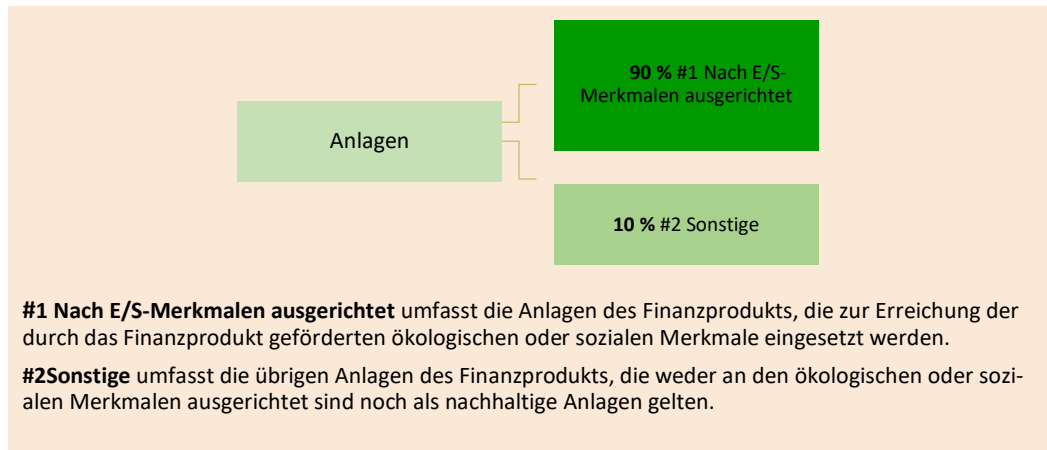 90 % #1 Nach E/S-
Merkmalen ausgerichtet
Anlagen
10 % #2 Sonstige
#1 Nach E/S-Merkmalen ausgerichtet umfasst die Anlagen des Finanzprodukts, die zur Erreichung der
durch das Finanzprodukt geförderten ökologischen oder sozialen Merkmale eingesetzt werden.
#2Sonstige umfasst die übrigen Anlagen des Finanzprodukts, die weder an den ökologischen oder sozi-
alen Merkmalen ausgerichtet sind noch als nachhaltige Anlagen gelten.